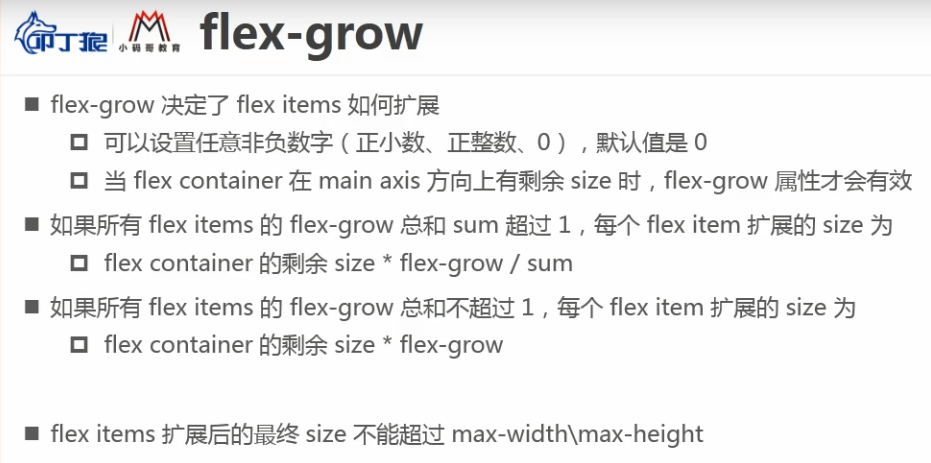 叩丁狼
小码哥教育
flex-grow
■ flex-grow 决定了 flex items 如何扩展
可以设置任意非负数字（正小数、正整数、0），默认值是 0
当 flex container 在 main axis 方向上有剩余 size 时，flex-grow 属性才会有效
■ 如果所有 flex items 的 flex-grow 总和 sum 超过 1，每个 flex item 扩展的 size 为
flex container 的剩余 size * flex-grow / sum
■ 如果所有 flex items 的 flex-grow 总和不超过 1，每个 flex item 扩展的 size 为
flex container 的剩余 size * flex-grow
■ flex items 扩展后的最终 size 不能超过 max-width\max-height